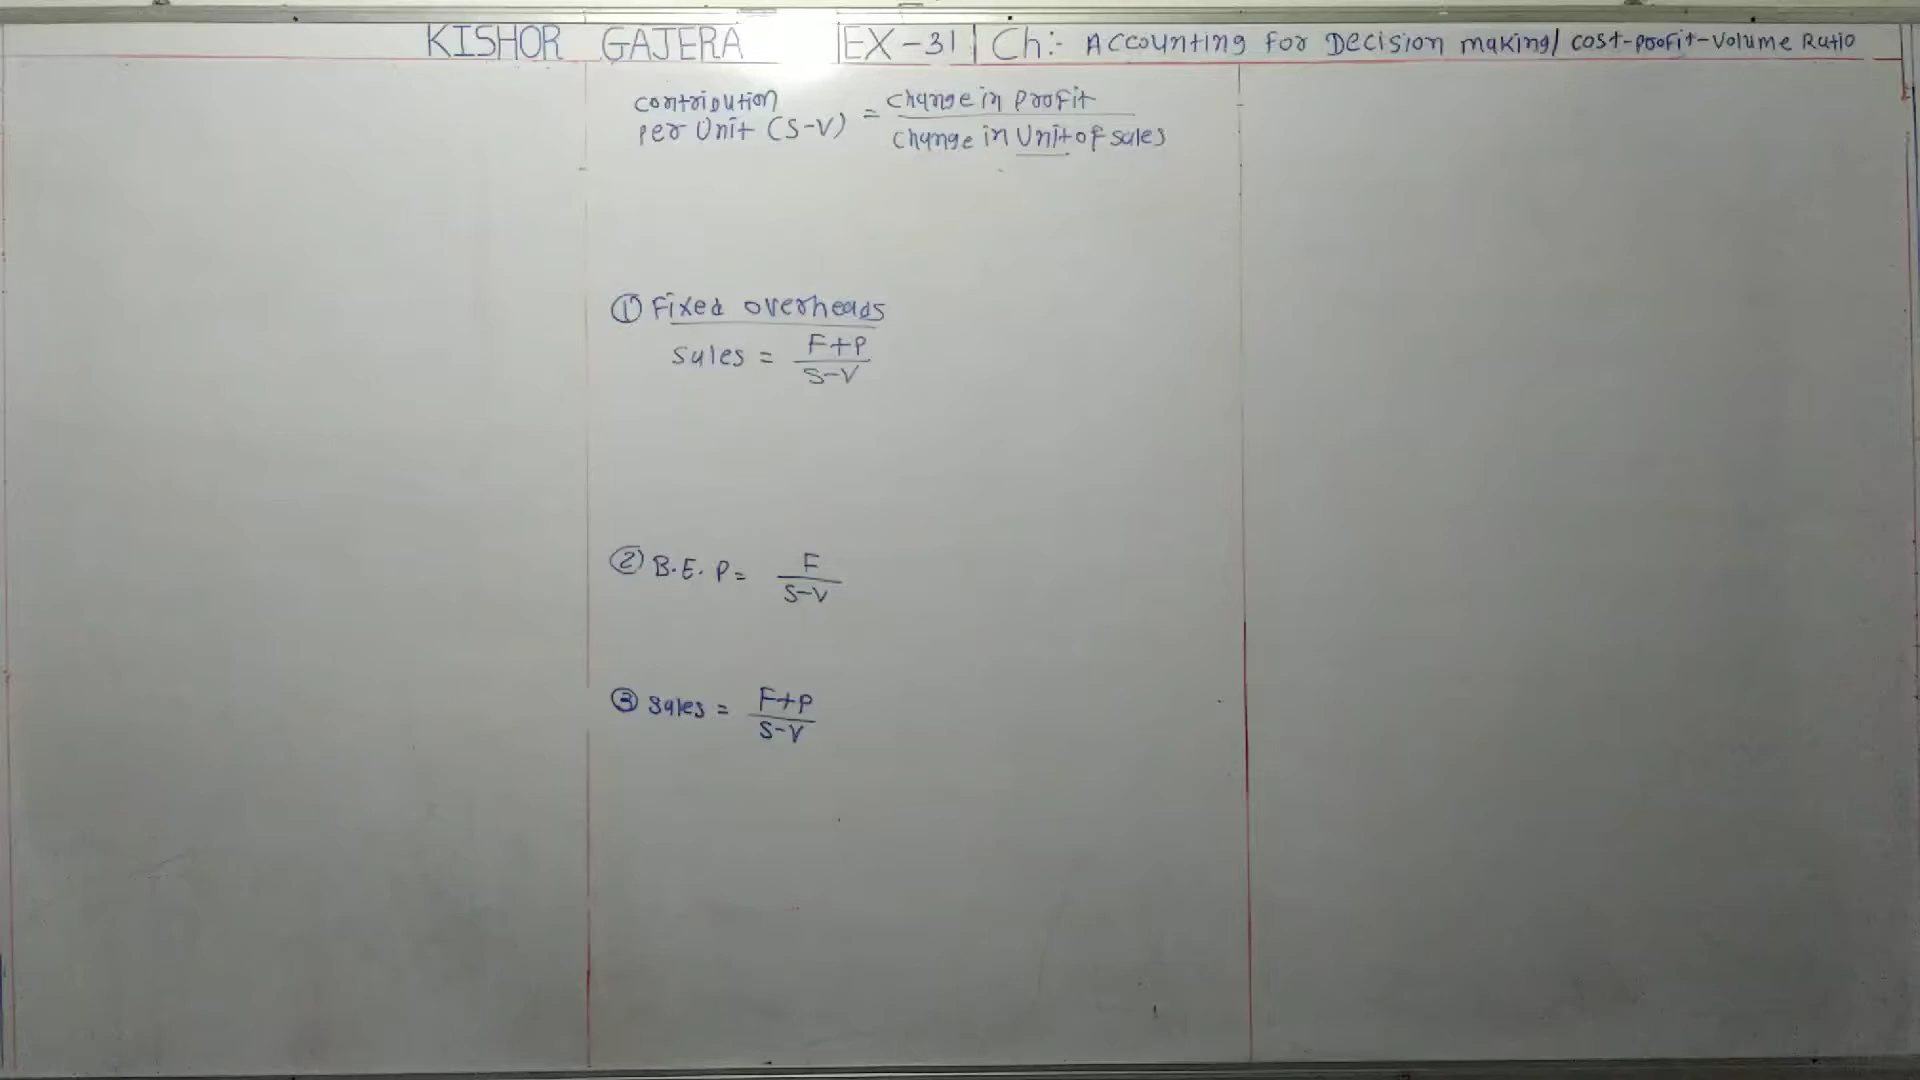 KISHOR GAJERA |EX-31| Ch:- Accounting For Decision making/ cost-profit-volume Ratio
contribution
per Unit (S-V) = change in profit / change in Unit of sales
① Fixed overheads
sales = F+P / S-V
② B.E.P = F / S-V
③ sales = F+P / S-V